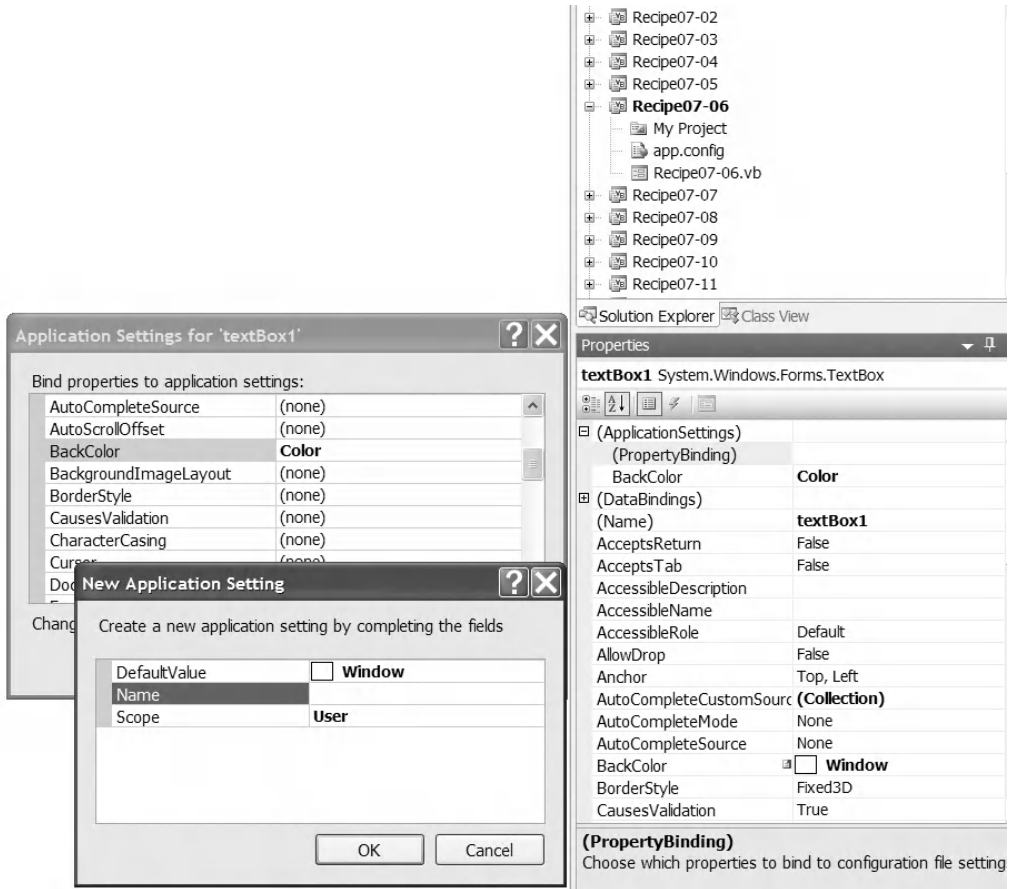 Recipe07-02
Recipe07-03
Recipe07-04
Recipe07-05
Recipe07-06
My Project
app.config
Recipe07-06.vb
Recipe07-07
Recipe07-08
Recipe07-09
Recipe07-10
Recipe07-11
Solution Explorer Class View
Properties
textBox1 System.Windows.Forms.TextBox
(ApplicationSettings)
(PropertyBinding)
BackColor Color
(DataBindings)
(Name) textBox1
AcceptsReturn False
AcceptsTab False
AccessibleDescription
AccessibleName
AccessibleRole Default
AllowDrop False
Anchor Top, Left
AutoCompleteCustomSourc (Collection)
AutoCompleteMode None
AutoCompleteSource None
BackColor Window
BorderStyle Fixed3D
CausesValidation True
(PropertyBinding)
Choose which properties to bind to configuration file setting
Application Settings for 'textBox1'
Bind properties to application settings:
AutoCompleteSource (none)
AutoScrollOffset (none)
BackColor Color
BackgroundImageLayout (none)
BorderStyle (none)
CausesValidation (none)
CharacterCasing (none)
Cursor (none)
Doc
Chang
New Application Setting
Create a new application setting by completing the fields
DefaultValue Window
Name
Scope User
OK Cancel